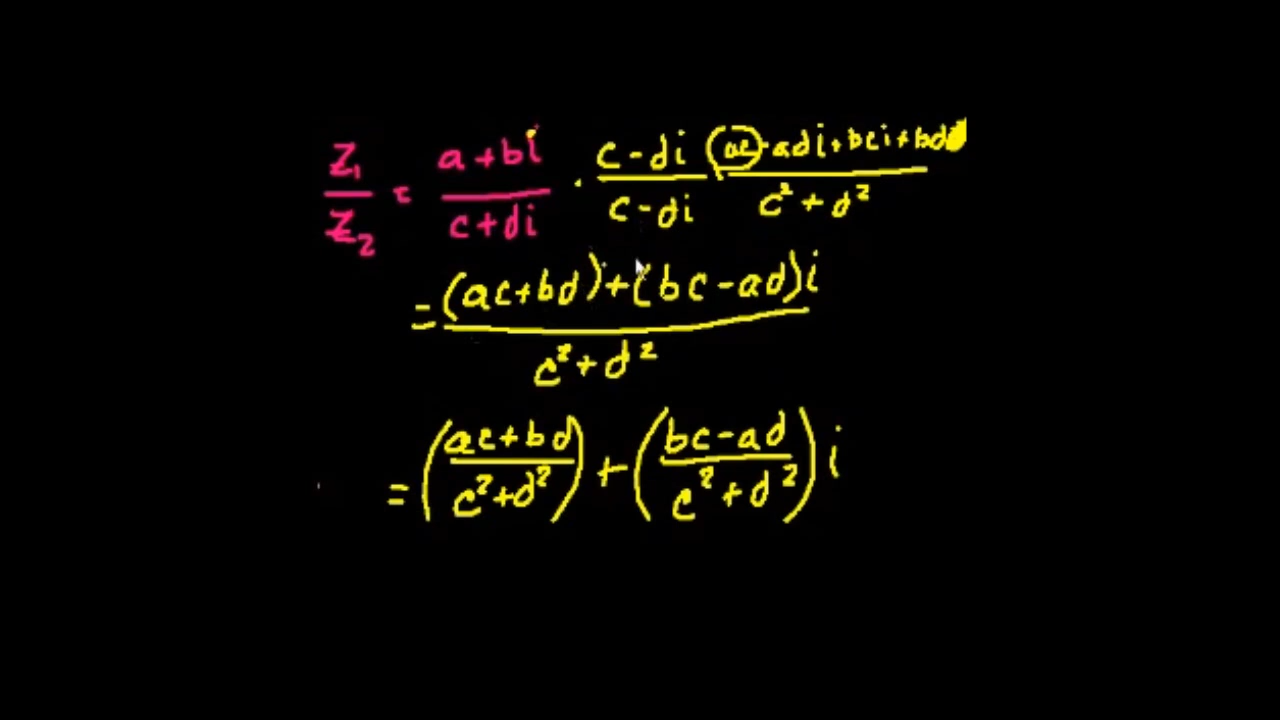 z₁/z₂ = (a+bi)/(c+di) · (c-di)/(c-di) (ac-adi+bci+bd)/(c²+d²)
= ((ac+bd)+(bc-ad)i)/(c²+d²)
= ((ac+bd)/(c²+d²))+((bc-ad)/(c²+d²))i